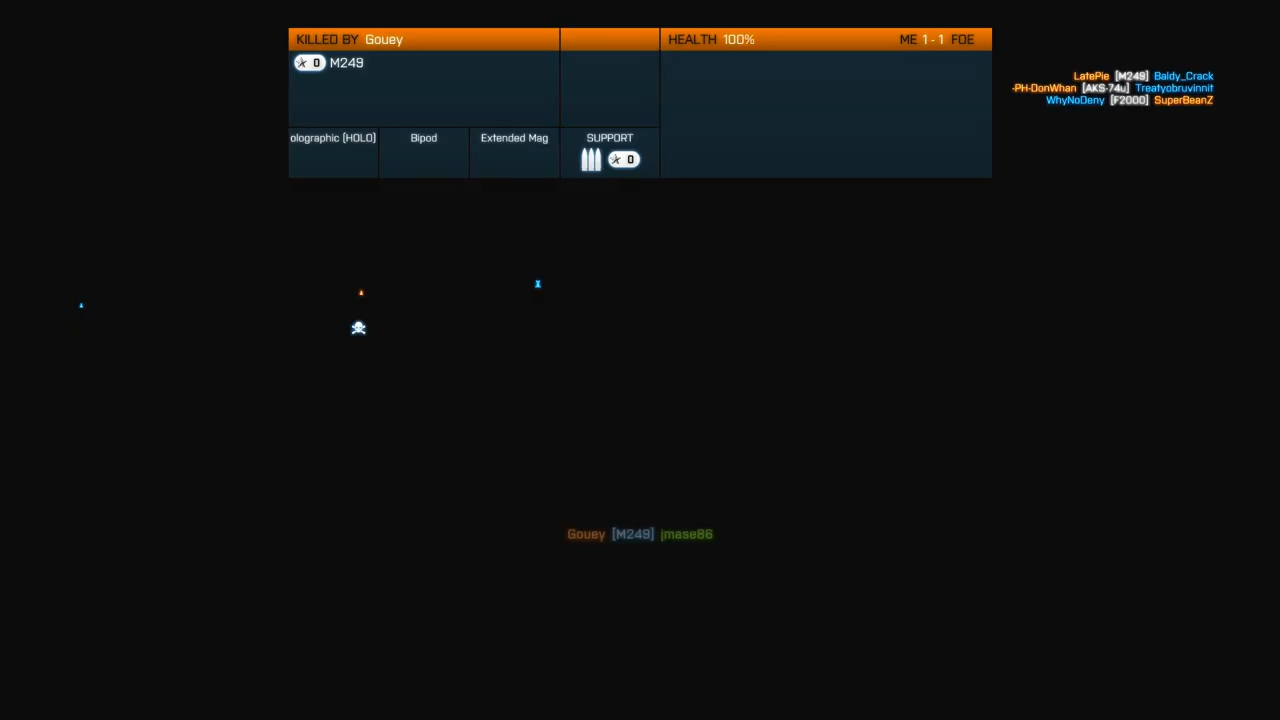 KILLED BY Gouey
HEALTH 100%
ME 1 - 1 FOE
0 M249
olographic [HOLO]
Bipod
Extended Mag
SUPPORT
0
LatePie [M249] Baldy_Crack
-PH-DonWhan [AKS-74u] Treatyobruvinnit
WhyNoDeny [F2000] SuperBeanZ
Gouey [M249] jmase86